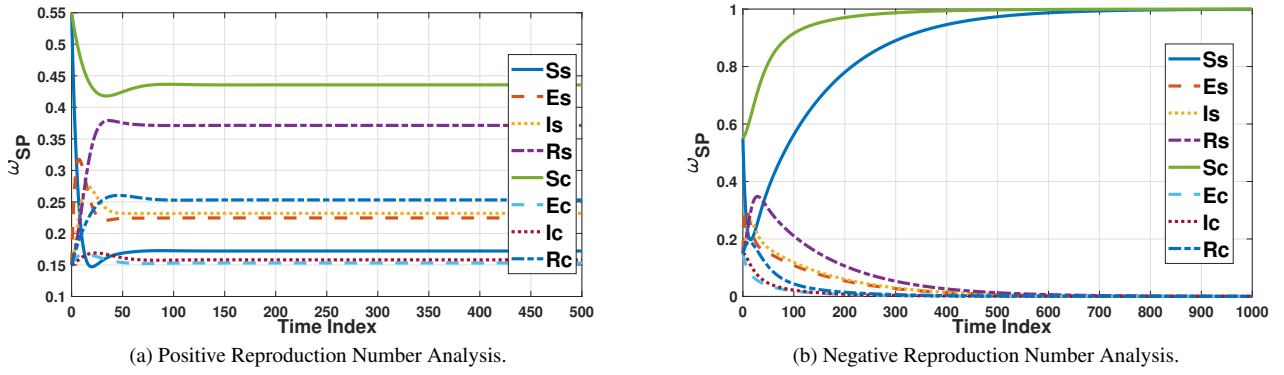 0.55
0.5
0.45
0.4
0.35
0.3
0.25
0.2
0.15
0.1
ω_SP
0 50 100 150 200 250 300 350 400 450 500
Time Index
Ss
Es
Is
Rs
Sc
Ec
Ic
Rc
(a) Positive Reproduction Number Analysis.
1
0.8
0.6
0.4
0.2
0
ω_SP
0 100 200 300 400 500 600 700 800 900 1000
Time Index
Ss
Es
Is
Rs
Sc
Ec
Ic
Rc
(b) Negative Reproduction Number Analysis.